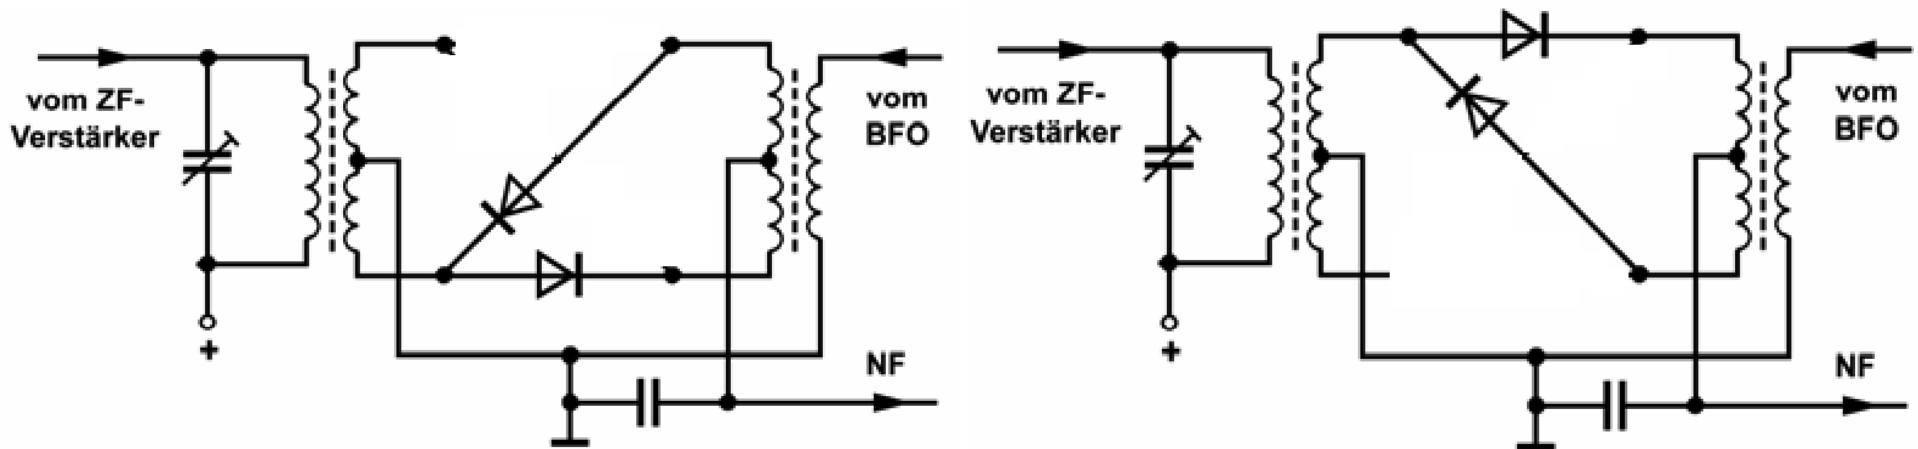 vom ZF-
Verstärker
+
vom
BFO
NF
vom ZF-
Verstärker
+
vom
BFO
NF